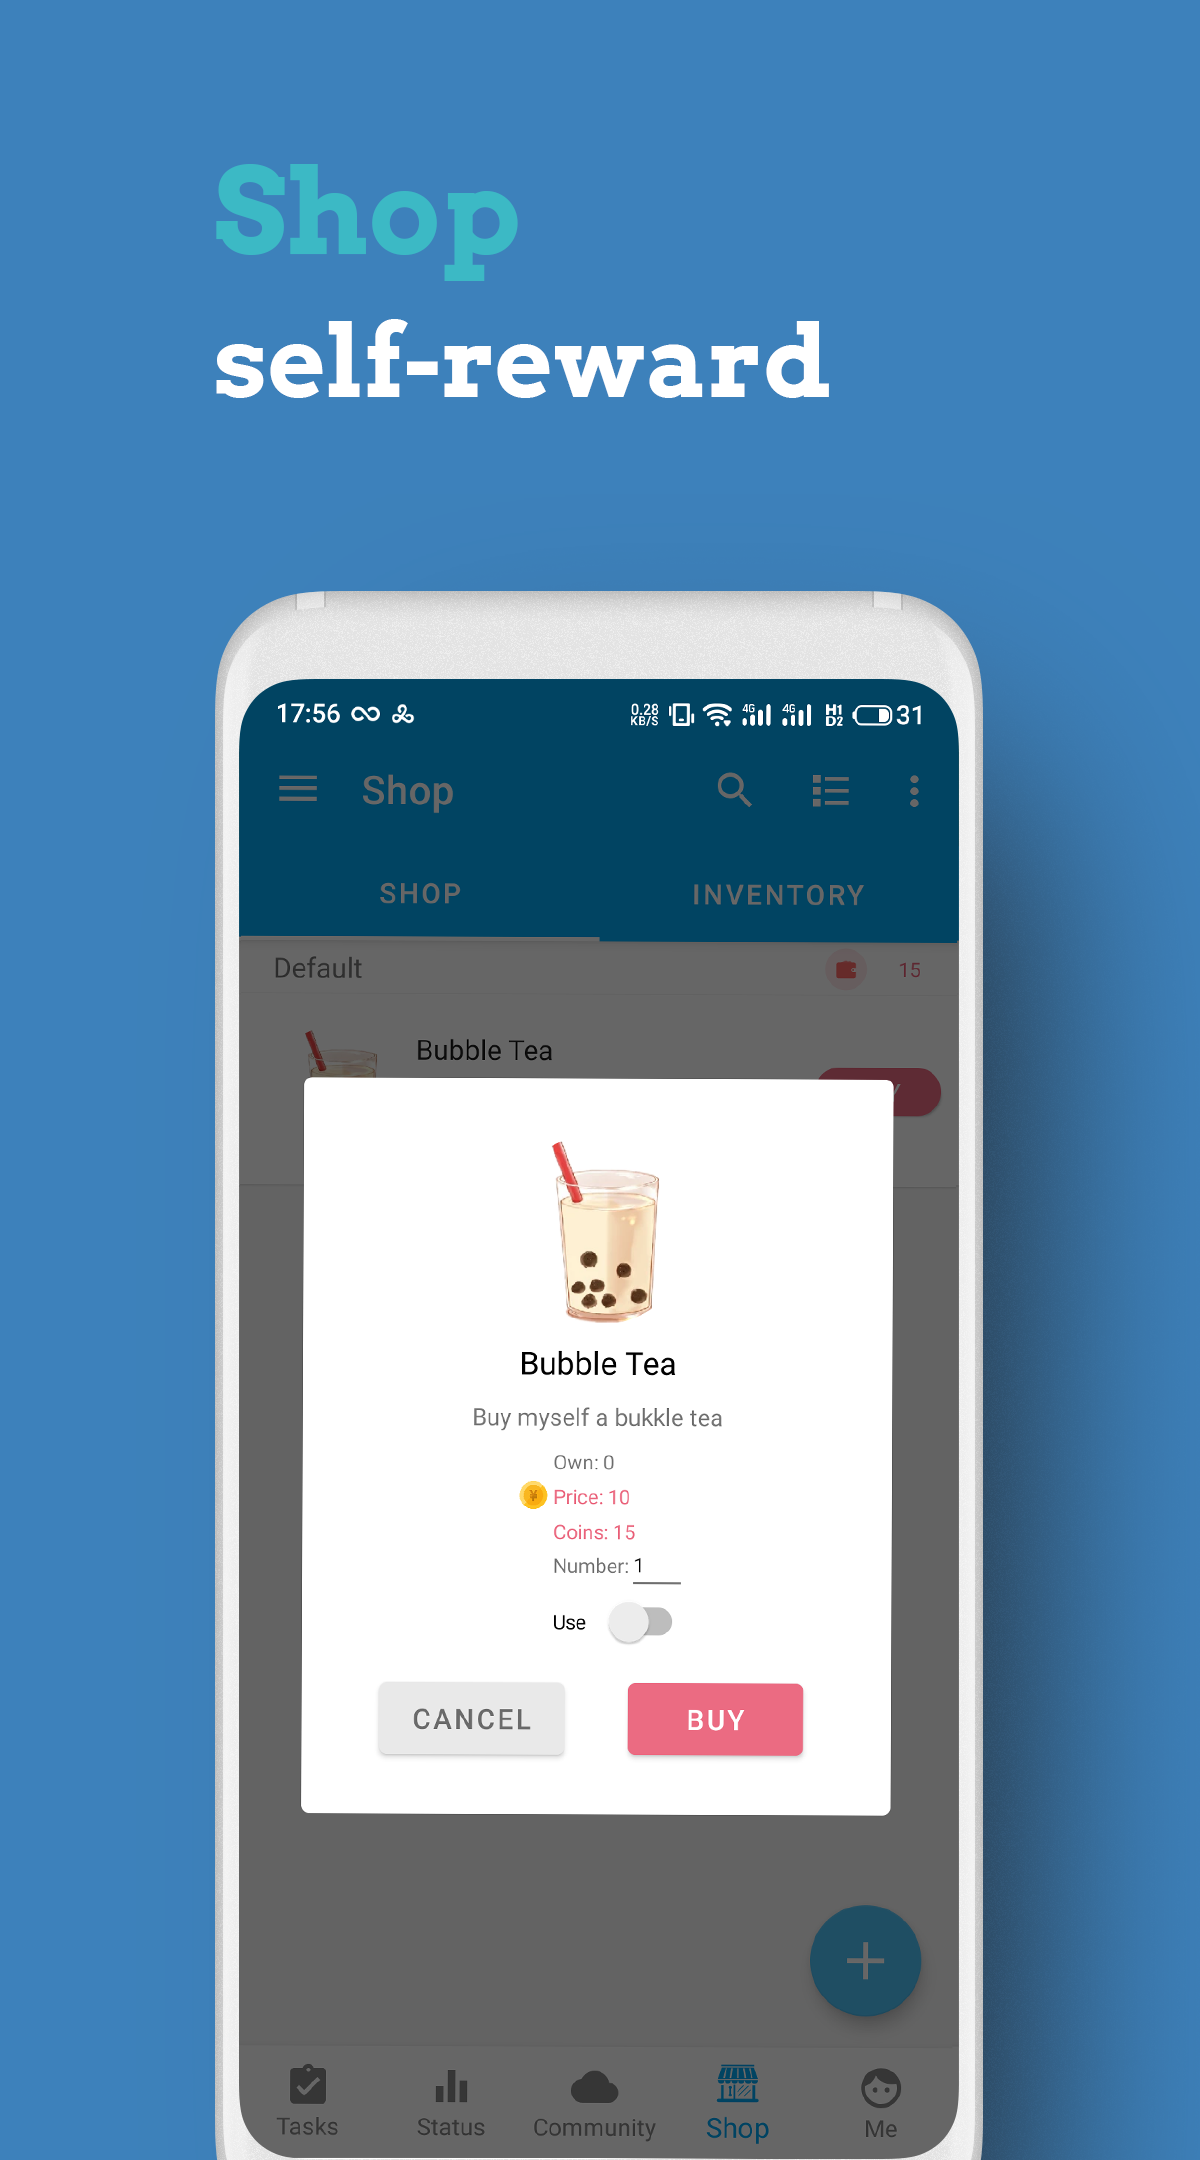 Shop
self-reward
17:56
0.28
KB/S
4G
4G
H1
D2
31
Shop
SHOP
INVENTORY
Default
15
Bubble Tea
Bubble Tea
Buy myself a bukkle tea
Own: 0
¥
Price: 10
Coins: 15
Number: 1
Use
CANCEL
BUY
Tasks
Status
Community
Shop
Me